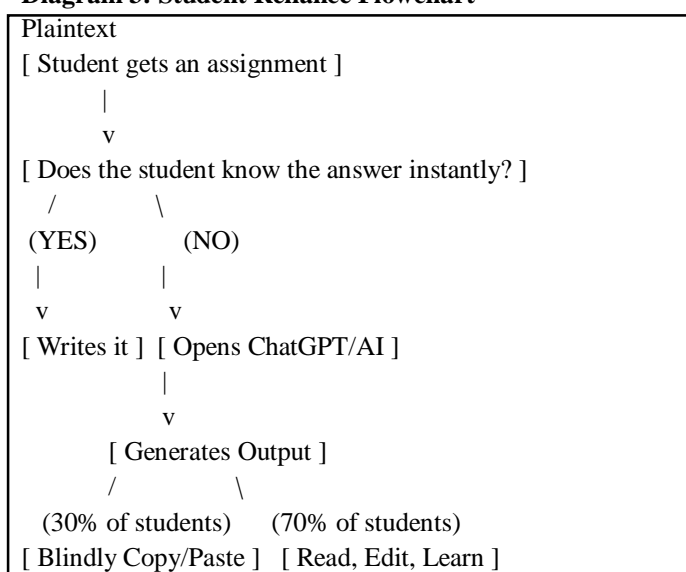 Diagram 3: Student Reliance Flowchart
Plaintext
[ Student gets an assignment ]
|
v
[ Does the student know the answer instantly? ]
/ \
(YES) (NO)
| |
v v
[ Writes it ] [ Opens ChatGPT/AI ]
|
v
[ Generates Output ]
/ \
(30% of students) (70% of students)
[ Blindly Copy/Paste ] [ Read, Edit, Learn ]